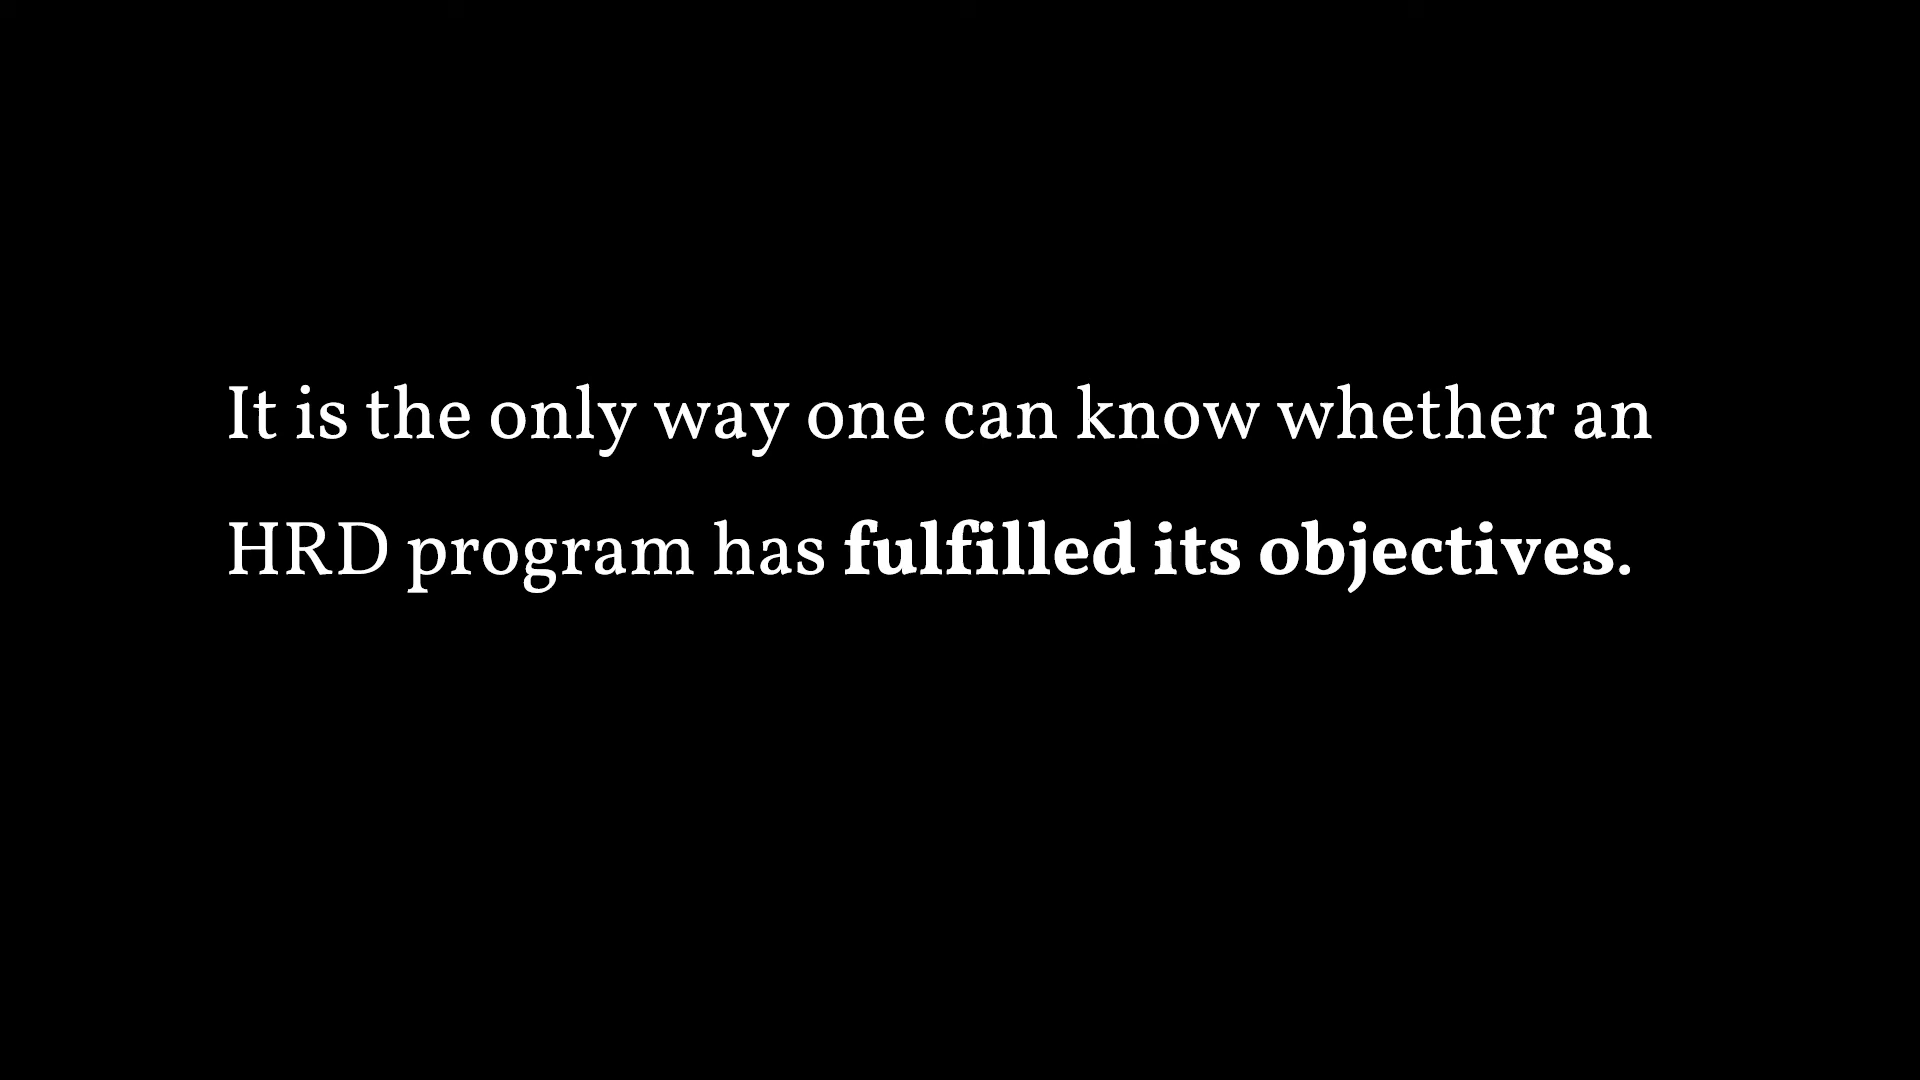 It is the only way one can know whether an
HRD program has fulfilled its objectives.